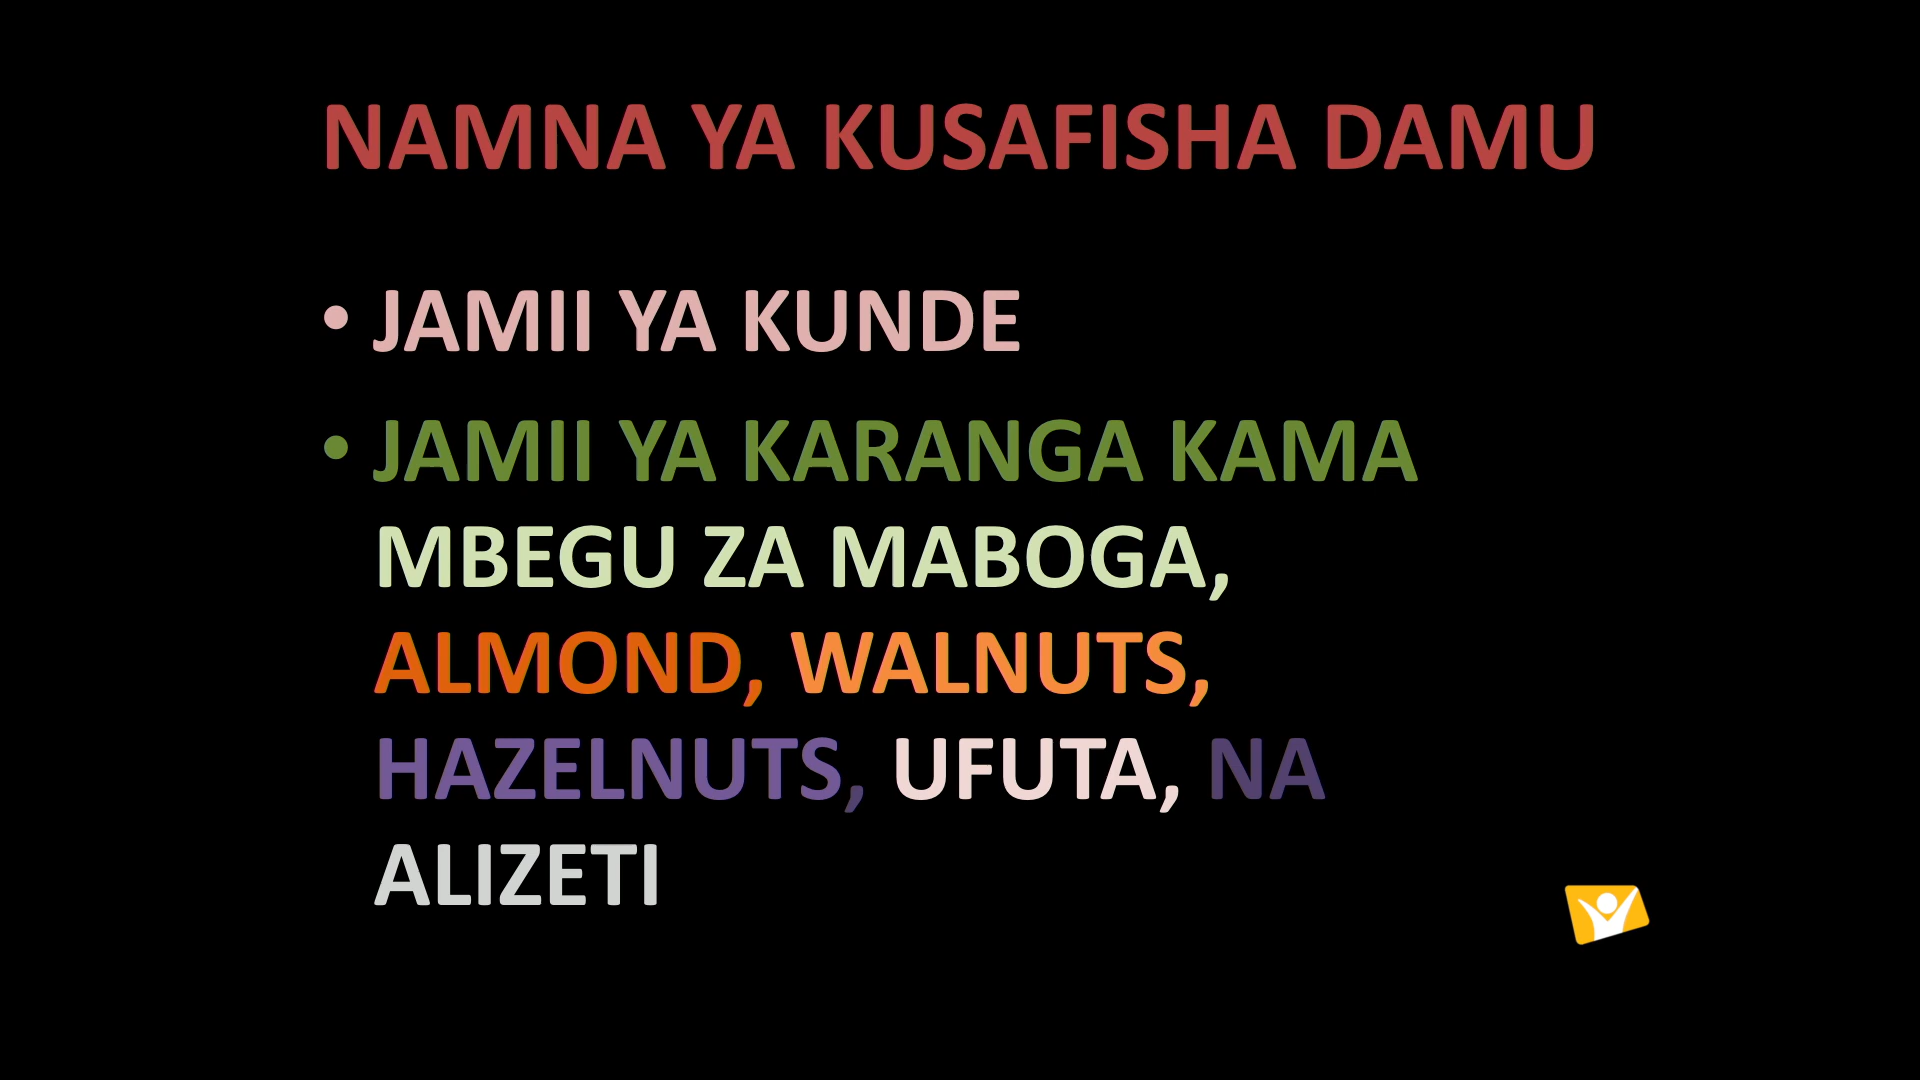 NAMNA YA KUSAFISHA DAMU
• JAMII YA KUNDE
• JAMII YA KARANGA KAMA
MBEGU ZA MABOGA,
ALMOND, WALNUTS,
HAZELNUTS, UFUTA, NA
ALIZETI